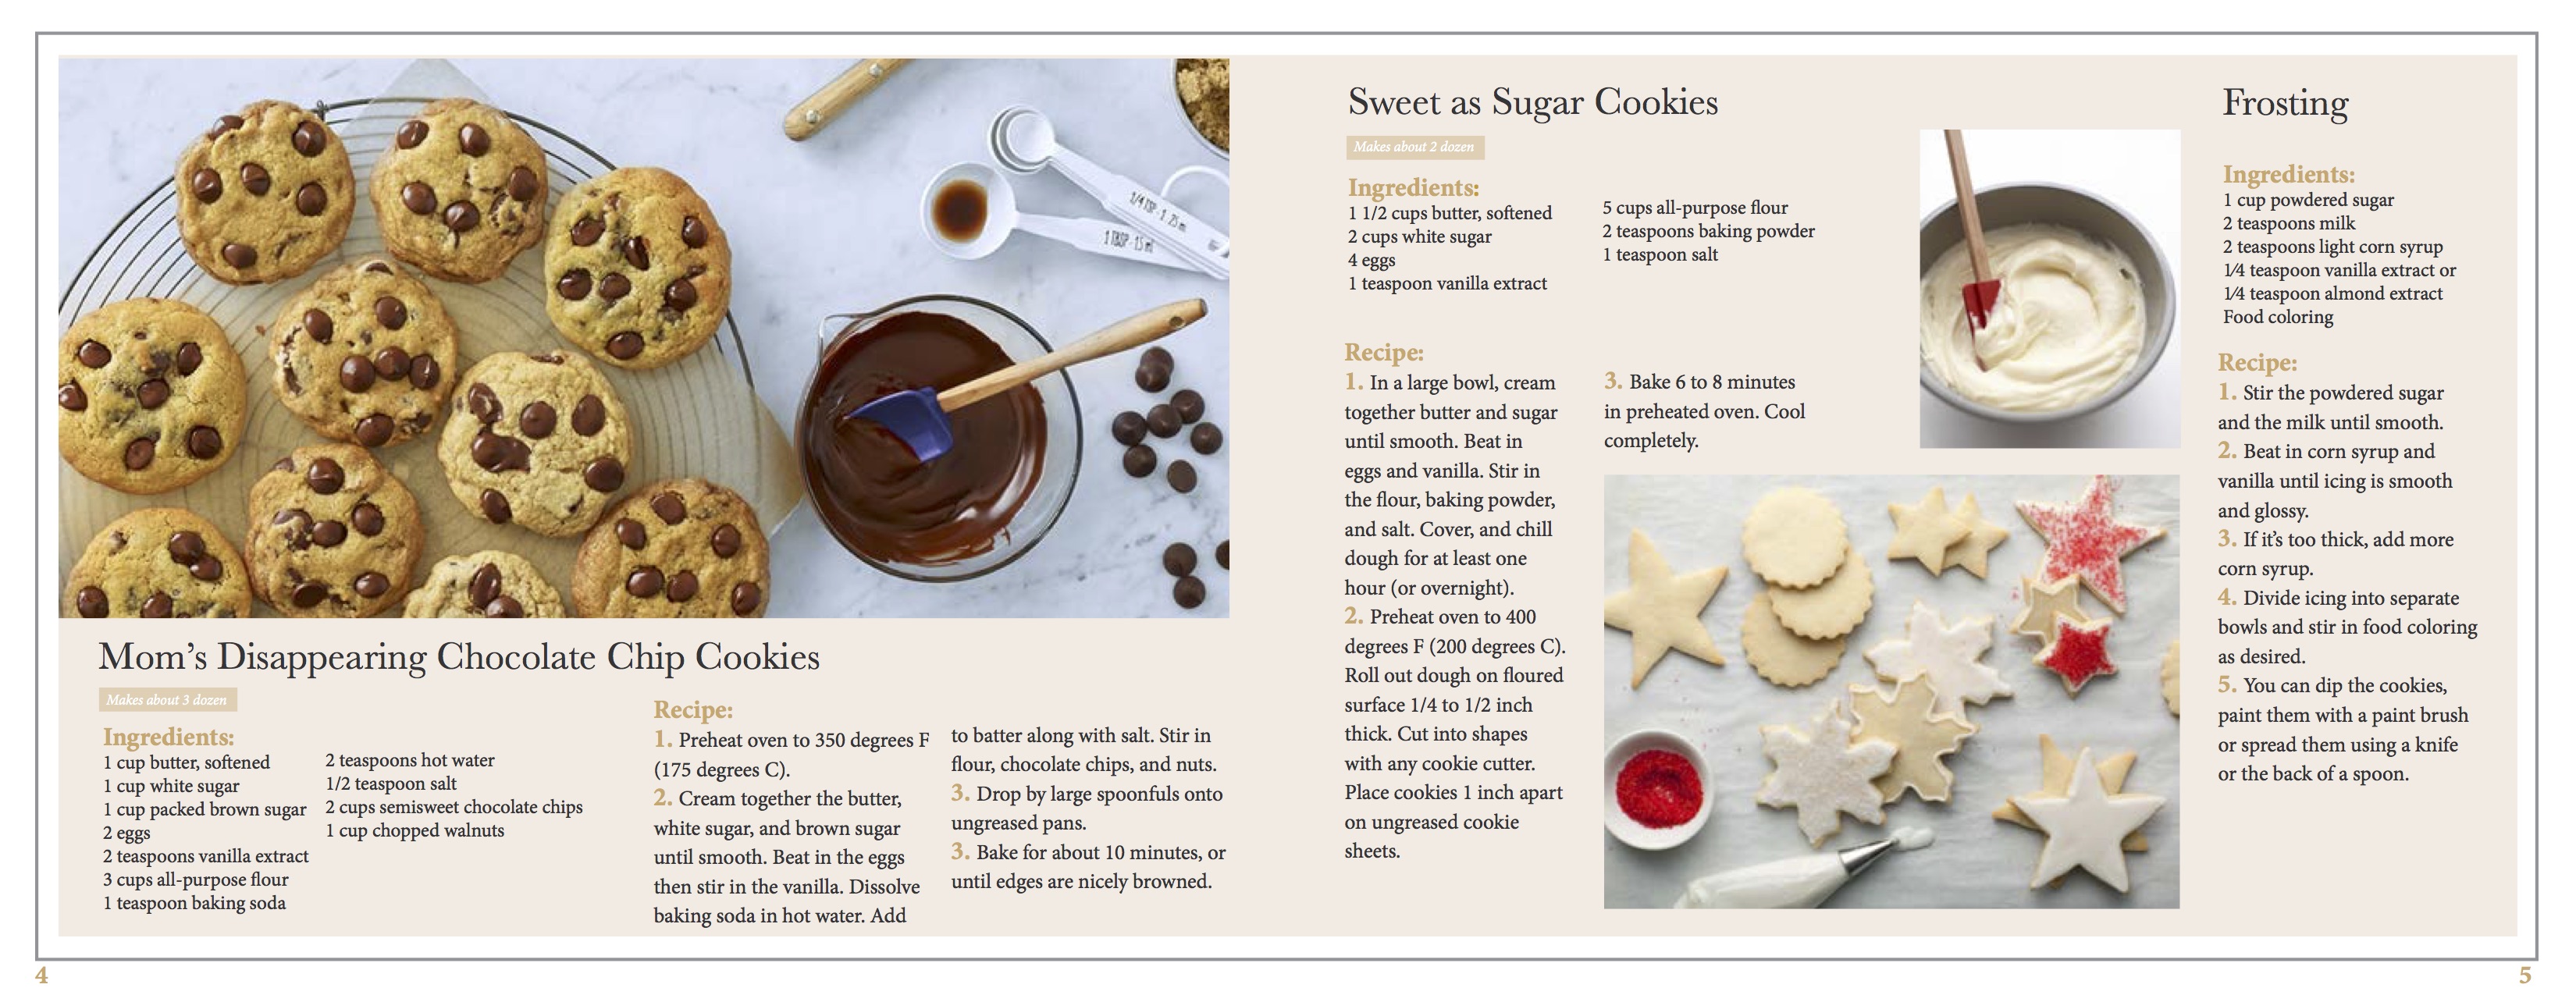 Mom’s Disappearing Chocolate Chip Cookies
Makes about 3 dozen
Ingredients:
1 cup butter, softened
1 cup white sugar
1 cup packed brown sugar
2 eggs
2 teaspoons vanilla extract
3 cups all-purpose flour
1 teaspoon baking soda
2 teaspoons hot water
1/2 teaspoon salt
2 cups semisweet chocolate chips
1 cup chopped walnuts
Recipe:
1. Preheat oven to 350 degrees F
(175 degrees C).
2. Cream together the butter,
white sugar, and brown sugar
until smooth. Beat in the eggs
then stir in the vanilla. Dissolve
baking soda in hot water. Add
to batter along with salt. Stir in
flour, chocolate chips, and nuts.
3. Drop by large spoonfuls onto
ungreased pans.
3. Bake for about 10 minutes, or
until edges are nicely browned.
4
Sweet as Sugar Cookies
Makes about 2 dozen
Ingredients:
1 1/2 cups butter, softened
2 cups white sugar
4 eggs
1 teaspoon vanilla extract
5 cups all-purpose flour
2 teaspoons baking powder
1 teaspoon salt
Recipe:
1. In a large bowl, cream
together butter and sugar
until smooth. Beat in
eggs and vanilla. Stir in
the flour, baking powder,
and salt. Cover, and chill
dough for at least one
hour (or overnight).
2. Preheat oven to 400
degrees F (200 degrees C).
Roll out dough on floured
surface 1/4 to 1/2 inch
thick. Cut into shapes
with any cookie cutter.
Place cookies 1 inch apart
on ungreased cookie
sheets.
3. Bake 6 to 8 minutes
in preheated oven. Cool
completely.
Frosting
Ingredients:
1 cup powdered sugar
2 teaspoons milk
2 teaspoons light corn syrup
1/4 teaspoon vanilla extract or
1/4 teaspoon almond extract
Food coloring
Recipe:
1. Stir the powdered sugar
and the milk until smooth.
2. Beat in corn syrup and
vanilla until icing is smooth
and glossy.
3. If it’s too thick, add more
corn syrup.
4. Divide icing into separate
bowls and stir in food coloring
as desired.
5. You can dip the cookies,
paint them with a paint brush
or spread them using a knife
or the back of a spoon.
5